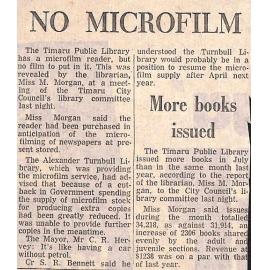 NO MICROFILM
The Timaru Public Library
has a microfilm reader, but
no film to put in it. This was
revealed by the librarian,
Miss M. Morgan, at a meet-
ing of the Timaru City
Council's library committee
last night.
Miss Morgan said the
reader had been purchased in
anticipation of the micro-
filming of newspapers at pre-
sent stored.
The Alexander Turnbull Li-
brary, which was providing
the microfilm service, had ad-
vised that because of a cut-
back in Government spending
the supply of microfilm stock
for producing extra copies
had been greatly reduced. It
was unable to provide further
copies in the meantime.
The Mayor, Mr C. R. Her-
vey: It's like having a car
without petrol.
Cr S. R. Bennett said he
understood the Turnbull Li-
brary would probably be in a
position to resume the micro-
film supply after April next
year.
More books
issued
The Timaru Public Library
issued more books in July
than in the same month last
year, according to the report
of the librarian, Miss M. Mor-
gan, to the City Council's li-
brary committee last night.
Miss Morgan said issues
during the month totalled
34,218, as against 31,914, an
increase of 2306 books shared
evenly by the adult and
juvenile sections. Revenue at
$1238 was on a par with that
of last year.